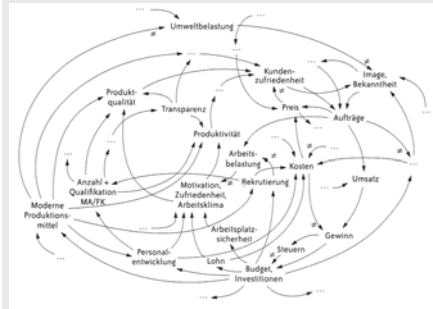 ...
Umweltbelastung
≠
...
...
...
Kunden-
zufriedenheit
≠
Image,
Bekanntheit
Produkt-
qualität
...
Transparenz
≠
Preis
...
Aufträge
...
Produktivität
...
Arbeits-
belastung
≠
...
≠
Kosten
...
Anzahl +
Qualifikation
MA/FK
Motivation,
Zufriedenheit,
Arbeitsklima
≠
Rekrutierung
...
Umsatz
Moderne
Produktions-
mittel
Arbeitsplatz-
sicherheit
≠
Gewinn
...
Personal-
entwicklung
Lohn
≠
Steuern
Budget,
Investitionen
...
...